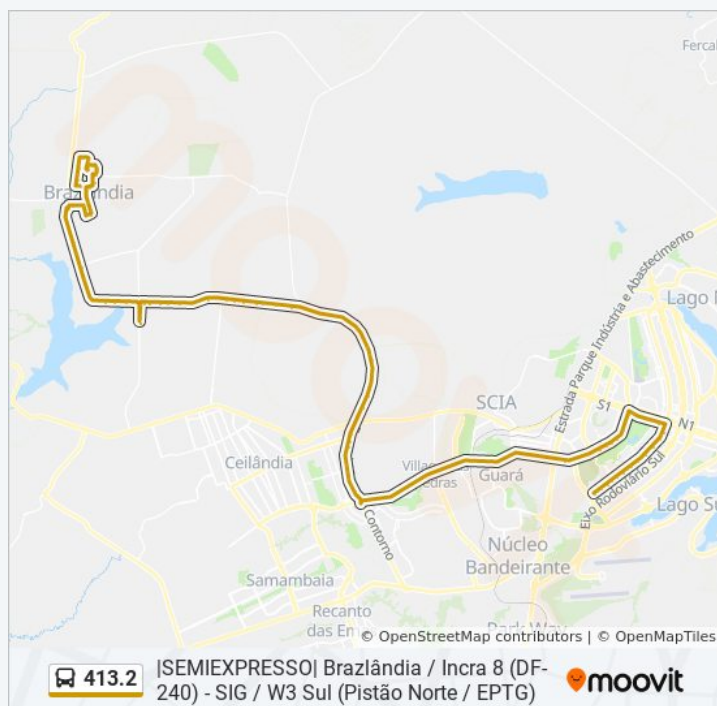 Fercal
Brazlândia
Estrada Parque Indústria e Abastecimento
Lago
SCIA
S1
N1
Ceilândia
Guará
Eixo Rodoviário Sul
Lago Su
Contorno
Núcleo
Bandeirante
Samambaia
Recanto
das Em
Park Way
© OpenStreetMap contributors | © OpenMapTiles
413.2
|SEMIEXPRESSO| Brazlândia / Incra 8 (DF-
240) - SIG / W3 Sul (Pistão Norte / EPTG)
moovit